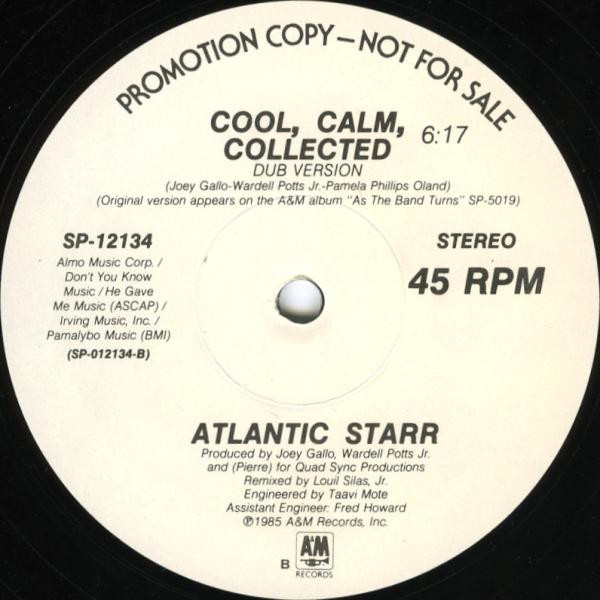 PROMOTION COPY—NOT FOR SALE
COOL, CALM,
COLLECTED
6:17
DUB VERSION
(Joey Gallo-Wardell Potts Jr.-Pamela Phillips Oland)
(Original version appears on the A&M album "As The Band Turns" SP-5019)
SP-12134
Almo Music Corp. /
Don't You Know
Music / He Gave
Me Music (ASCAP) /
Irving Music, Inc. /
Pamalybo Music (BMI)
(SP-012134-B)
STEREO
45 RPM
ATLANTIC STARR
Produced by Joey Gallo, Wardell Potts Jr.
and (Pierre) for Quad Sync Productions
Remixed by Louil Silas, Jr.
Engineered by Taavi Mote
Assistant Engineer: Fred Howard
℗1985 A&M Records, Inc.
B
A&M
RECORDS